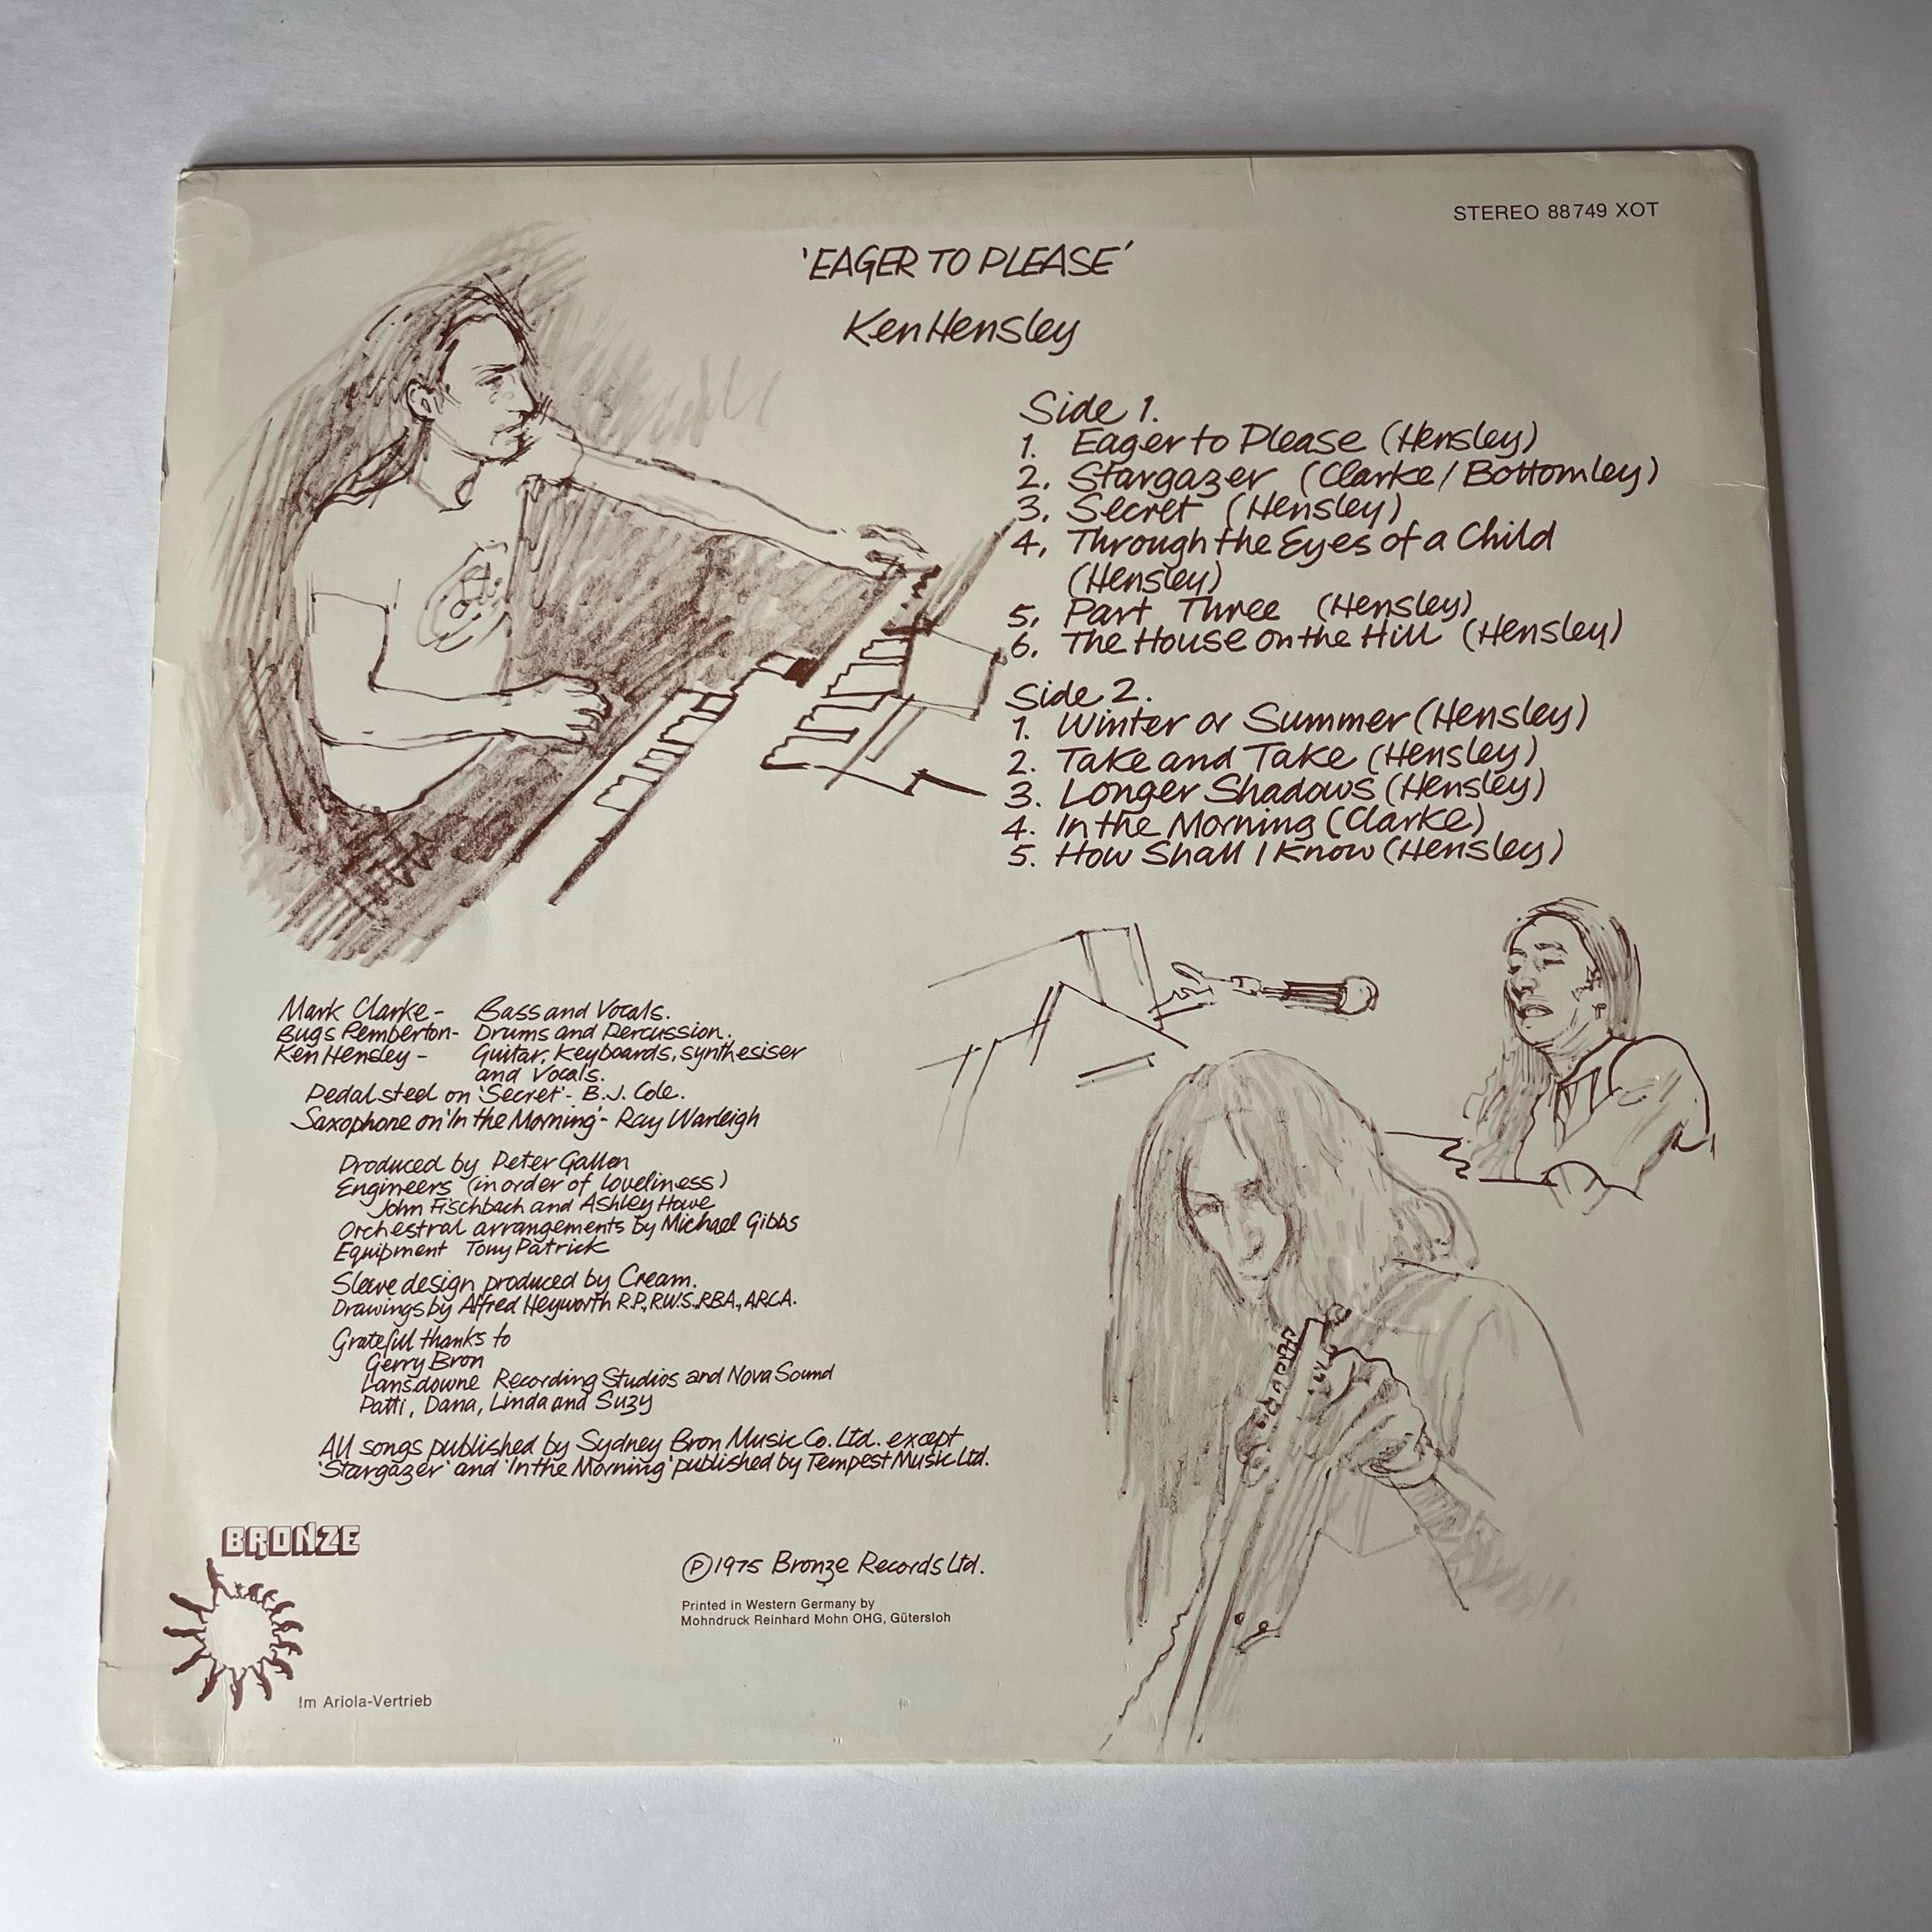 STEREO 88 749 XOT
'EAGER TO PLEASE'
Ken Hensley
Side 1.
1. Eager to Please (Hensley)
2. Stargazer (Clarke / Bottomley)
3. Secret (Hensley)
4. Through the Eyes of a Child
(Hensley)
5. Part Three (Hensley)
6. The House on the Hill (Hensley)
Side 2.
1. Winter or Summer (Hensley)
2. Take and Take (Hensley)
3. Longer Shadows (Hensley)
4. In the Morning (Clarke)
5. How Shall I Know (Hensley)
Mark Clarke - Bass and Vocals.
Bugs Pemberton - Drums and Percussion.
Ken Hensley - Guitar, Keyboards, synthesiser
and Vocals.
Pedal steel on 'Secret' - B.J. Cole.
Saxophone on 'In the Morning' - Ray Warleigh
Produced by Peter Gallen
Engineers (in order of loveliness)
John Fischbach and Ashley Howe
Orchestral arrangements by Michael Gibbs
Equipment Tony Patrick
Sleeve design produced by Cream.
Drawings by Alfred Heyworth R.P., R.W.S., RBA., ARCA.
Grateful thanks to
Gerry Bron
Lansdowne Recording Studios and Nova Sound
Patti, Dana, Linda and Suzy
All songs published by Sydney Bron Music Co. Ltd. except
'Stargazer' and 'In the Morning' published by Tempest Music Ltd.
BRONZE
Ⓟ1975 Bronze Records Ltd.
Printed in Western Germany by
Mohndruck Reinhard Mohn OHG, Gütersloh
Im Ariola-Vertrieb